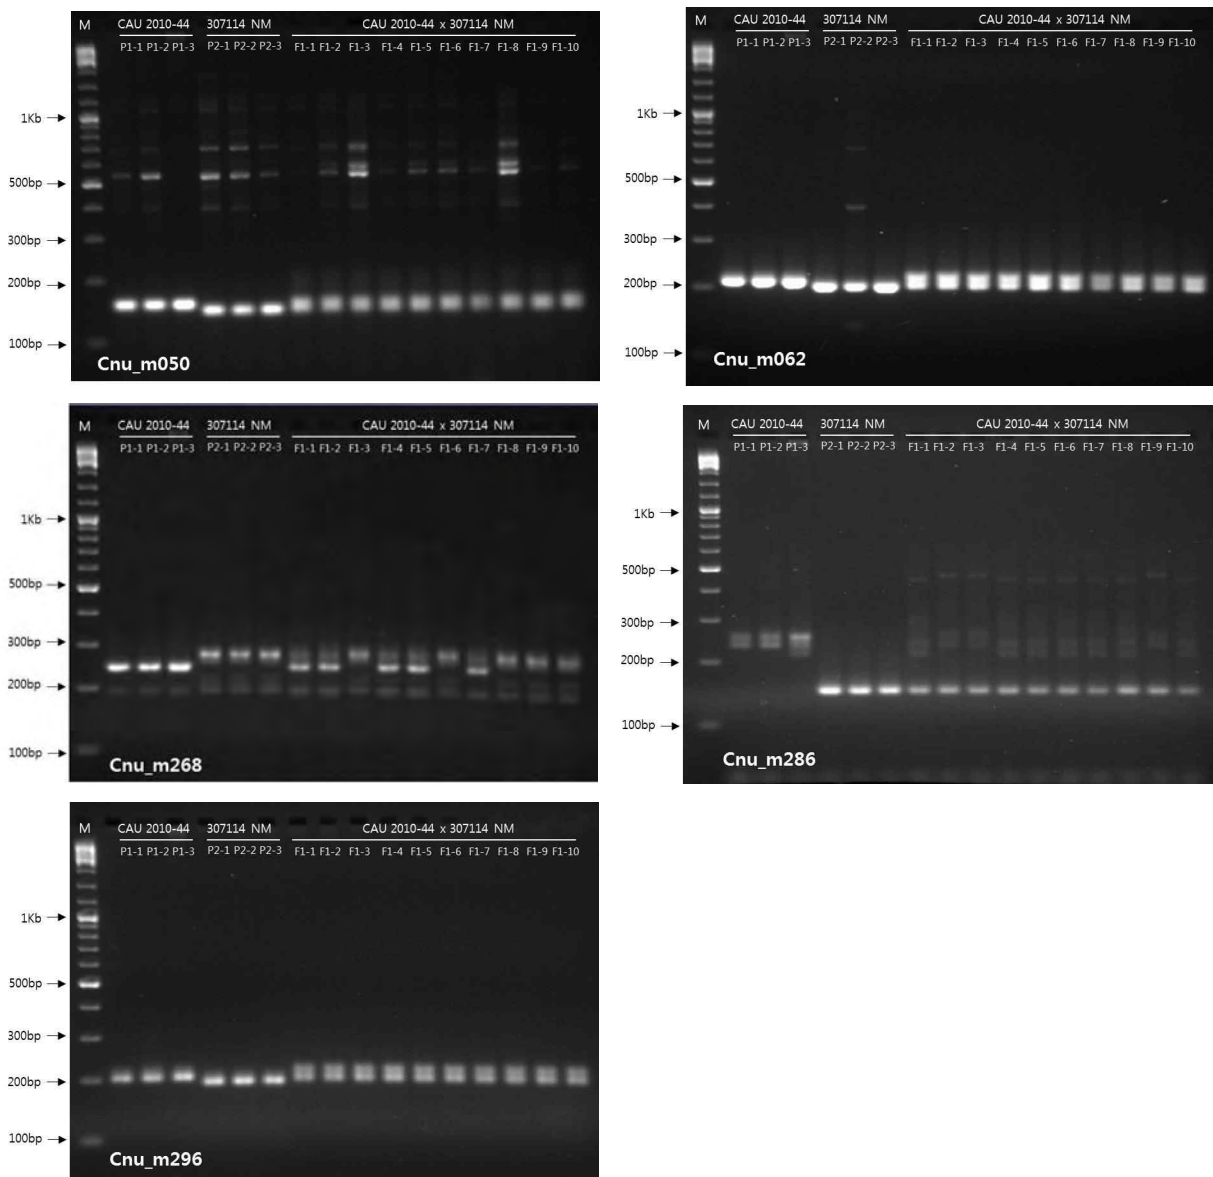 M CAU 2010-44 307114 NM CAU 2010-44 x 307114 NM
P1-1 P1-2 P1-3 P2-1 P2-2 P2-3 F1-1 F1-2 F1-3 F1-4 F1-5 F1-6 F1-7 F1-8 F1-9 F1-10
1Kb
500bp
300bp
200bp
100bp
Cnu_m050
M CAU 2010-44 307114 NM CAU 2010-44 x 307114 NM
P1-1 P1-2 P1-3 P2-1 P2-2 P2-3 F1-1 F1-2 F1-3 F1-4 F1-5 F1-6 F1-7 F1-8 F1-9 F1-10
1Kb
500bp
300bp
200bp
100bp
Cnu_m062
M CAU 2010-44 307114 NM CAU 2010-44 x 307114 NM
P1-1 P1-2 P1-3 P2-1 P2-2 P2-3 F1-1 F1-2 F1-3 F1-4 F1-5 F1-6 F1-7 F1-8 F1-9 F1-10
1Kb
500bp
300bp
200bp
100bp
Cnu_m268
M CAU 2010-44 307114 NM CAU 2010-44 x 307114 NM
P1-1 P1-2 P1-3 P2-1 P2-2 P2-3 F1-1 F1-2 F1-3 F1-4 F1-5 F1-6 F1-7 F1-8 F1-9 F1-10
1Kb
500bp
300bp
200bp
100bp
Cnu_m286
M CAU 2010-44 307114 NM CAU 2010-44 x 307114 NM
P1-1 P1-2 P1-3 P2-1 P2-2 P2-3 F1-1 F1-2 F1-3 F1-4 F1-5 F1-6 F1-7 F1-8 F1-9 F1-10
1Kb
500bp
300bp
200bp
100bp
Cnu_m296